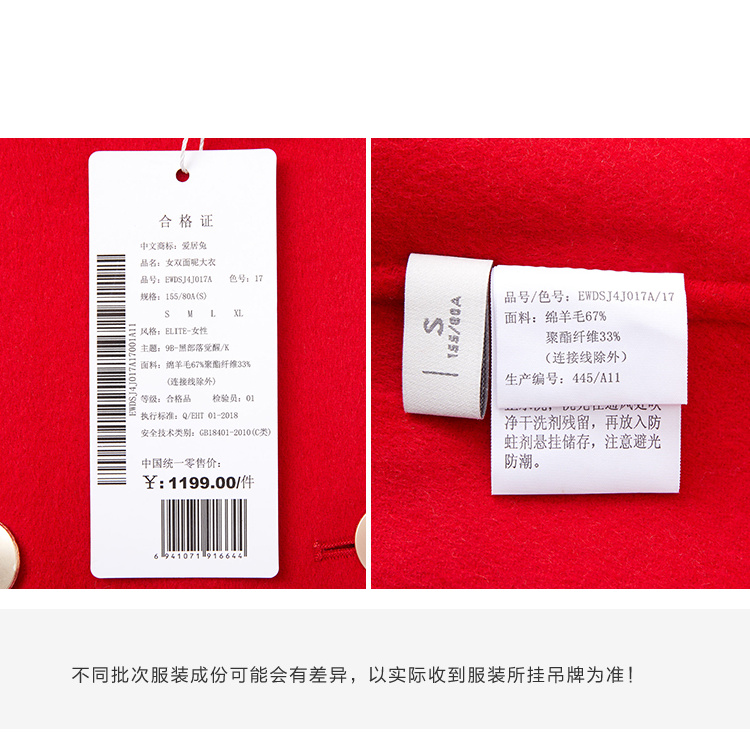 合格证
中文商标：爱居兔
品名：女双面呢大衣
品号：EWDSJ4J017A 色号：17
规格：155/80A(S)
S M L XL
风格：ELITE-女性
主题：9B-黑部落觉醒/K
面料：绵羊毛67%聚酯纤维33%
(连接线除外)
等级：合格品 检验员：01
执行标准：Q/EHT 01-2018
安全技术类别：GB18401-2010(C类)
中国统一零售价：
¥:1199.00/件
6 941071 916644
EWDSJ4J017A17001A11
S
155/80A
品号/色号：EWDSJ4J017A/17
面料：绵羊毛67%
聚酯纤维33%
(连接线除外)
生产编号：445/A11
净干洗剂残留，再放入防
蛀剂悬挂储存，注意避光
防潮。
不同批次服装成份可能会有差异，以实际收到服装所挂吊牌为准！